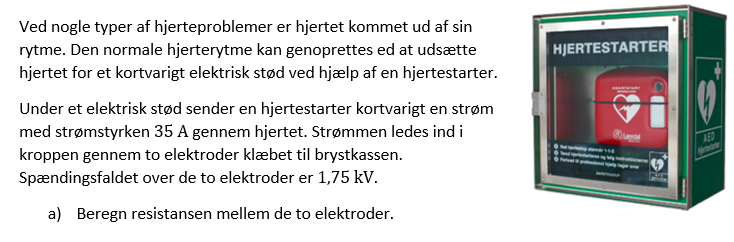 Ved nogle typer af hjerteproblemer er hjertet kommet ud af sin
rytme. Den normale hjerterytme kan genoprettes ed at udsætte
hjertet for et kortvarigt elektrisk stød ved hjælp af en hjertestarter.
Under et elektrisk stød sender en hjertestarter kortvarigt en strøm
med strømstyrken 35 A gennem hjertet. Strømmen ledes ind i
kroppen gennem to elektroder klæbet til brystkassen.
Spændingsfaldet over de to elektroder er 1,75 kV.
a) Beregn resistansen mellem de to elektroder.
HJERTESTARTER
HEARTSTART
Laerdal
AED
Hjertestarter